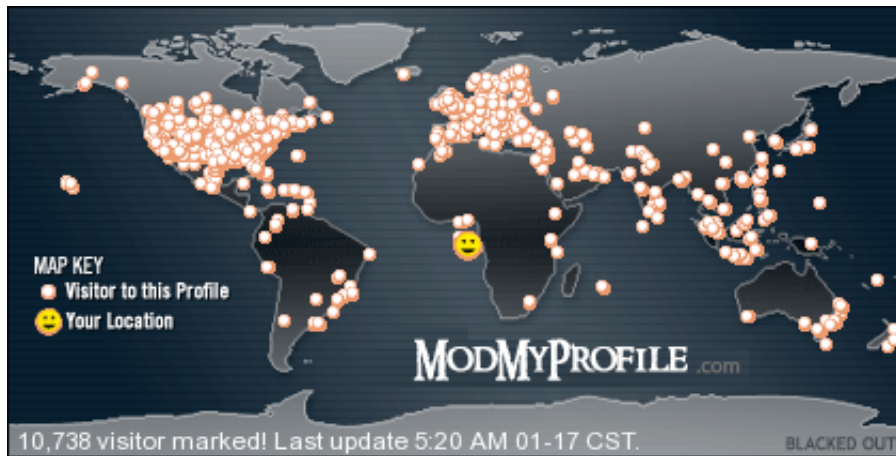 MAP KEY
Visitor to this Profile
Your Location
MODMYPROFILE.com
10,738 visitor marked! Last update 5:20 AM 01-17 CST.
BLACKED OUT